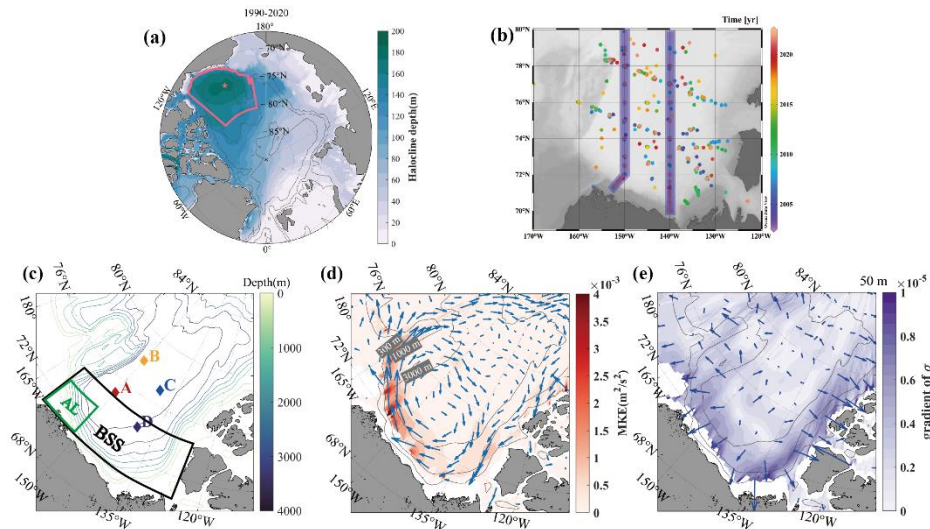 1990-2020
(a)
180°
70°N
75°N
80°N
85°N
120°W
120°E
60°W
60°E
0°
200
180
160
140
120
100
80
60
40
20
0
Halocline depth(m)
(b)
Time [yr]
80°N
78°N
76°N
74°N
72°N
70°N
170°W
160°W
150°W
140°W
130°W
120°W
2020
2015
2010
2005
(c)
76°N
80°N
84°N
180°
72°N
165°W
68°N
150°W
135°W
120°W
AL
BSS
A
B
C
D
Depth(m)
0
1000
2000
3000
4000
(d)
76°N
80°N
84°N
180°
72°N
165°W
68°N
150°W
135°W
120°W
300 m
1000 m
3000 m
4 ×10⁻³
3.5
3
2.5
2
1.5
1
0.5
0
MKE(m²/s²)
(e)
76°N
80°N
84°N
180°
72°N
165°W
68°N
150°W
135°W
120°W
50 m
×10⁻⁵
1
0.8
0.6
0.4
0.2
0
gradient of σ